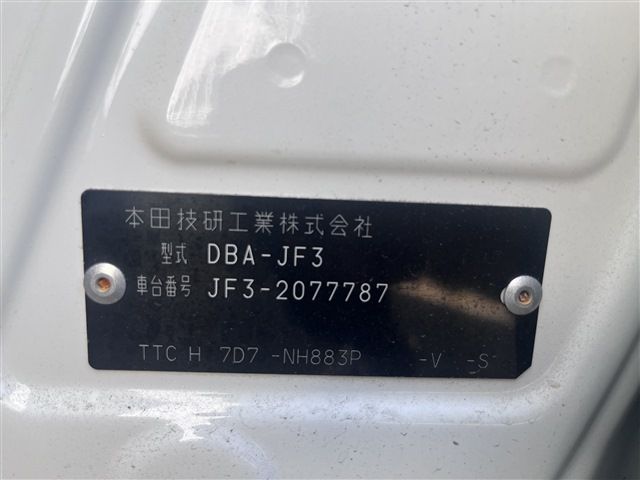 本田技研工業株式会社
型式 DBA-JF3
車台番号 JF3-2077787
TTC H 7D7 -NH883P -V -S